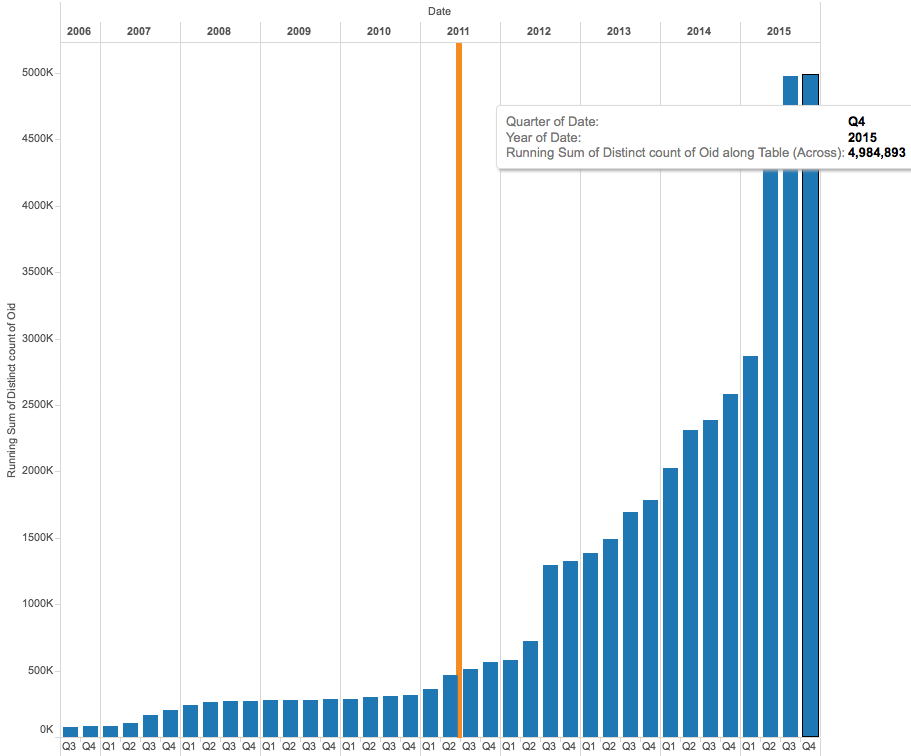 Date
2006 2007 2008 2009 2010 2011 2012 2013 2014 2015
5000K
Quarter of Date: Q4
Year of Date: 2015
Running Sum of Distinct count of Oid along Table (Across): 4,984,893
4500K
4000K
3500K
3000K
2500K
2000K
1500K
1000K
500K
0K
Running Sum of Distinct count of Oid
Q3 Q4 Q1 Q2 Q3 Q4 Q1 Q2 Q3 Q4 Q1 Q2 Q3 Q4 Q1 Q2 Q3 Q4 Q1 Q2 Q3 Q4 Q1 Q2 Q3 Q4 Q1 Q2 Q3 Q4 Q1 Q2 Q3 Q4 Q1 Q2 Q3 Q4